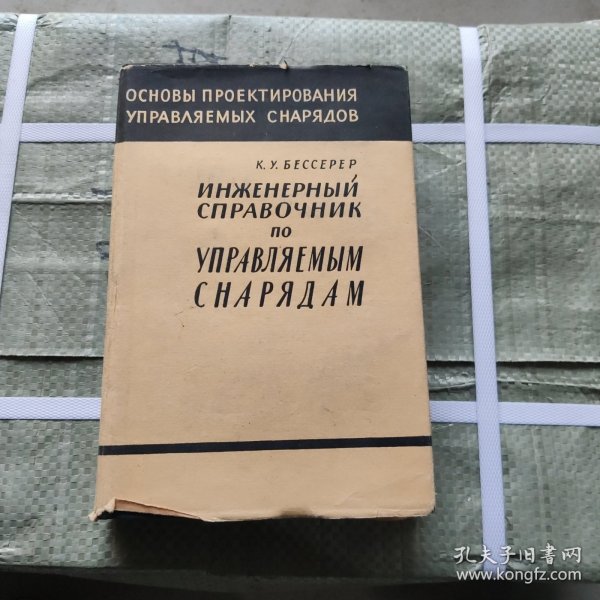 ОСНОВЫ ПРОЕКТИРОВАНИЯ
УПРАВЛЯЕМЫХ СНАРЯДОВ
К. У. БЕССЕРЕР
ИНЖЕНЕРНЫЙ
СПРАВОЧНИК
ПО
УПРАВЛЯЕМЫМ
СНАРЯДАМ
孔夫子旧书网
www.kongfz.com